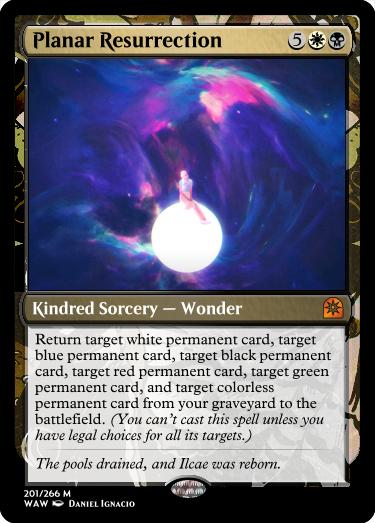 Planar Resurrection 5
Kindred Sorcery — Wonder
Return target white permanent card, target
blue permanent card, target black permanent
card, target red permanent card, target green
permanent card, and target colorless
permanent card from your graveyard to the
battlefield. (You can't cast this spell unless you
have legal choices for all its targets.)
The pools drained, and Ilcae was reborn.
201/266 M
WAW Daniel Ignacio